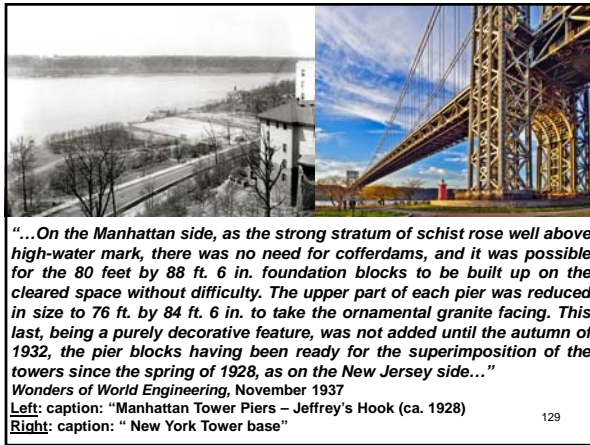 “…On the Manhattan side, as the strong stratum of schist rose well above
high-water mark, there was no need for cofferdams, and it was possible
for the 80 feet by 88 ft. 6 in. foundation blocks to be built up on the
cleared space without difficulty. The upper part of each pier was reduced
in size to 76 ft. by 84 ft. 6 in. to take the ornamental granite facing. This
last, being a purely decorative feature, was not added until the autumn of
1932, the pier blocks having been ready for the superimposition of the
towers since the spring of 1928, as on the New Jersey side…”
Wonders of World Engineering, November 1937
Left: caption: “Manhattan Tower Piers – Jeffrey’s Hook (ca. 1928)
Right: caption: “ New York Tower base”
129